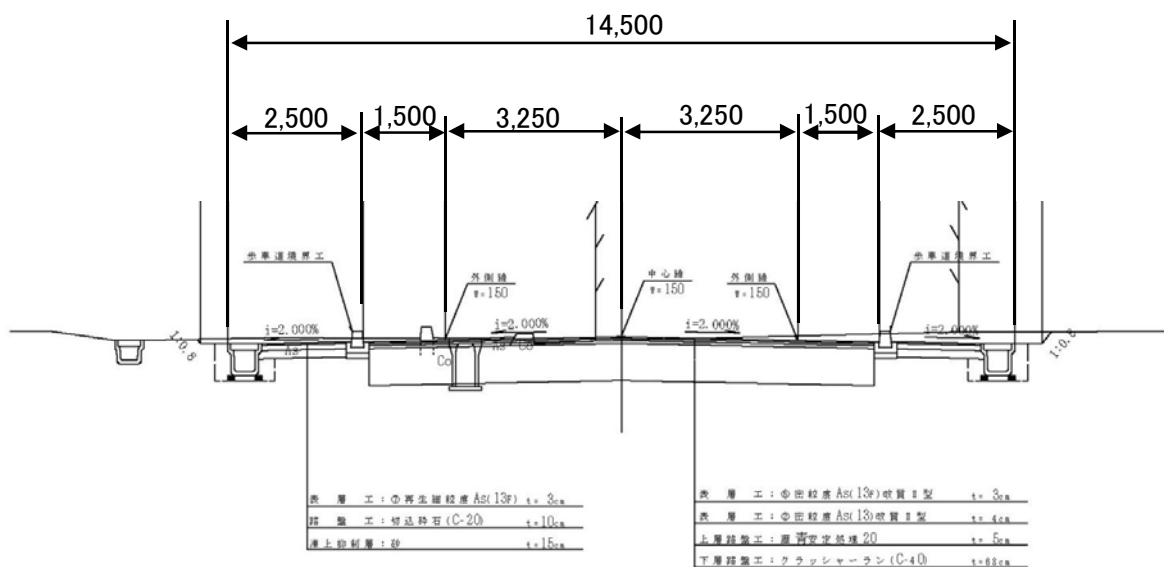 14,500
2,500 1,500 3,250 3,250 1,500 2,500
歩車道境界工
外側線
W=150
中心線
W=150
外側線
W=150
歩車道境界工
i=2.000% i=2.000% i=2.000% i=2.000%
1:0.8
As
Co
As Co
表層工:⑦再生細粒度As(13F) t= 3cm
路盤工:切込砕石(C-20) t=10cm
凍上抑制層:砂 t=15cm
表層工:⑥密粒度As(13F)改質Ⅱ型 t= 3cm
表層工:②密粒度As(13)改質Ⅱ型 t= 4cm
上層路盤工:瀝青安定処理20 t= 5cm
下層路盤工:クラッシャーラン(C-40) t=68cm